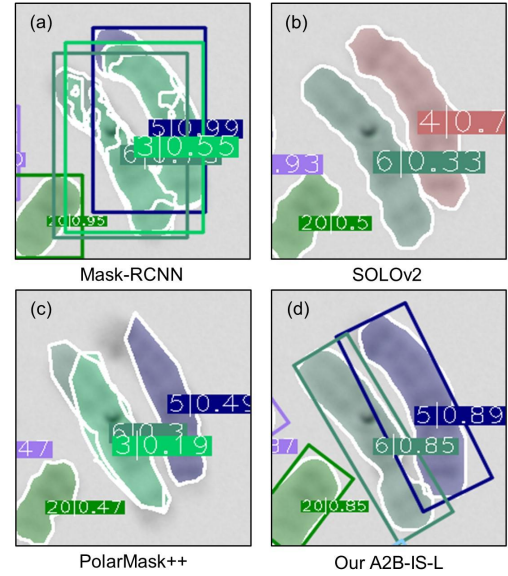 (a)
5|0.99
3|0.55
20|0.95
Mask-RCNN
(b)
4|0.7
6|0.33
.93
20|0.5
SOLOv2
(c)
5|0.49
6|0.3
3|0.19
47
20|0.47
PolarMask++
(d)
5|0.89
6|0.85
37
20|0.85
Our A2B-IS-L